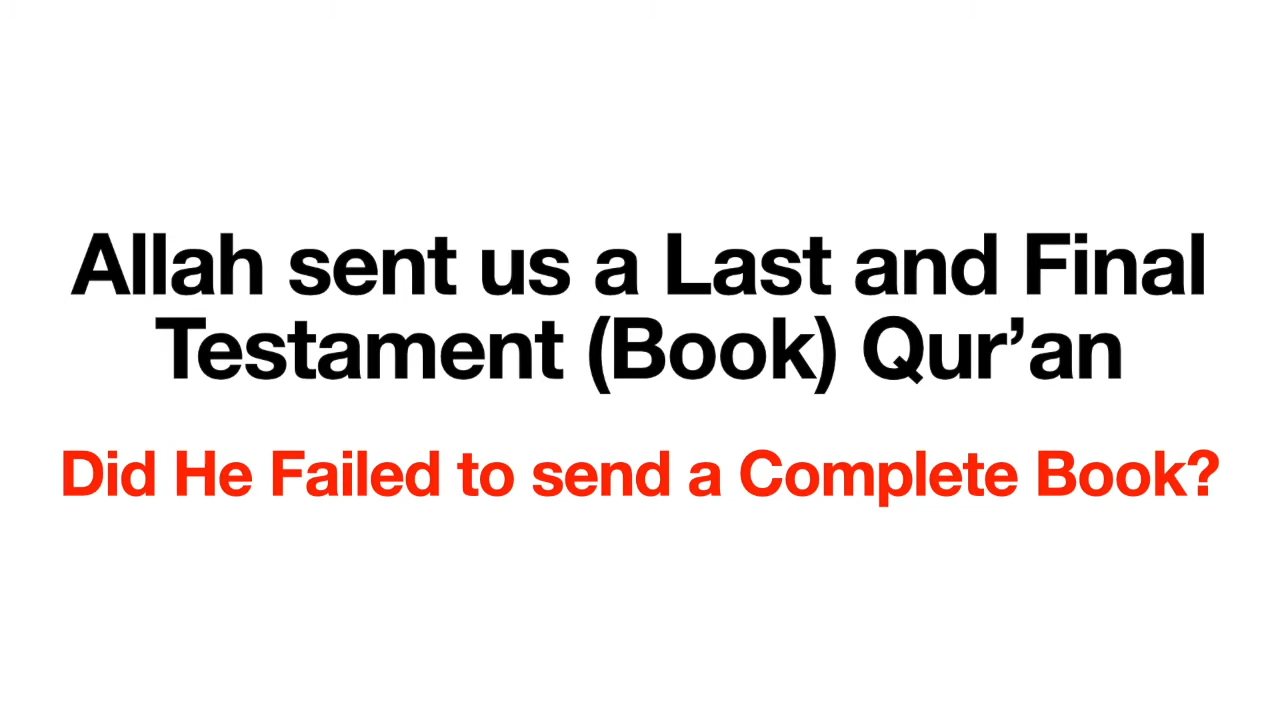 Allah sent us a Last and Final
Testament (Book) Qur’an
Did He Failed to send a Complete Book?